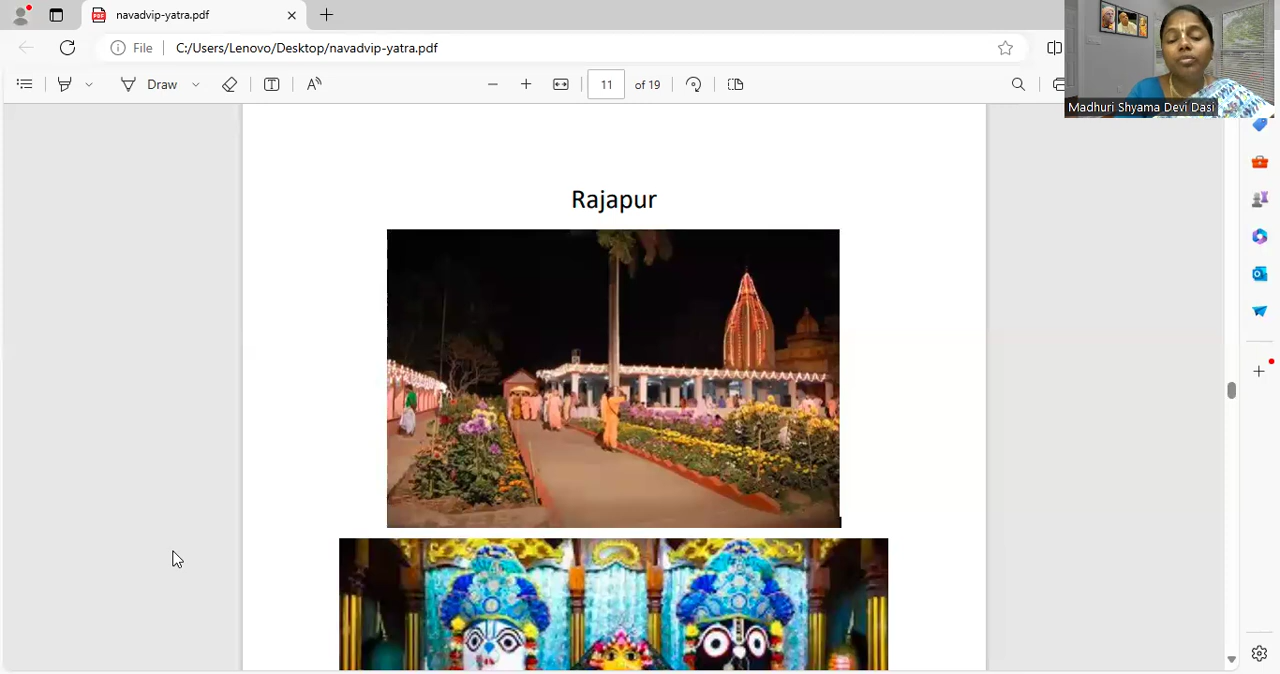 navadvip-yatra.pdf
File
C:/Users/Lenovo/Desktop/navadvip-yatra.pdf
Draw
11
of 19
Madhuri Shyama Devi Dasi
Rajapur